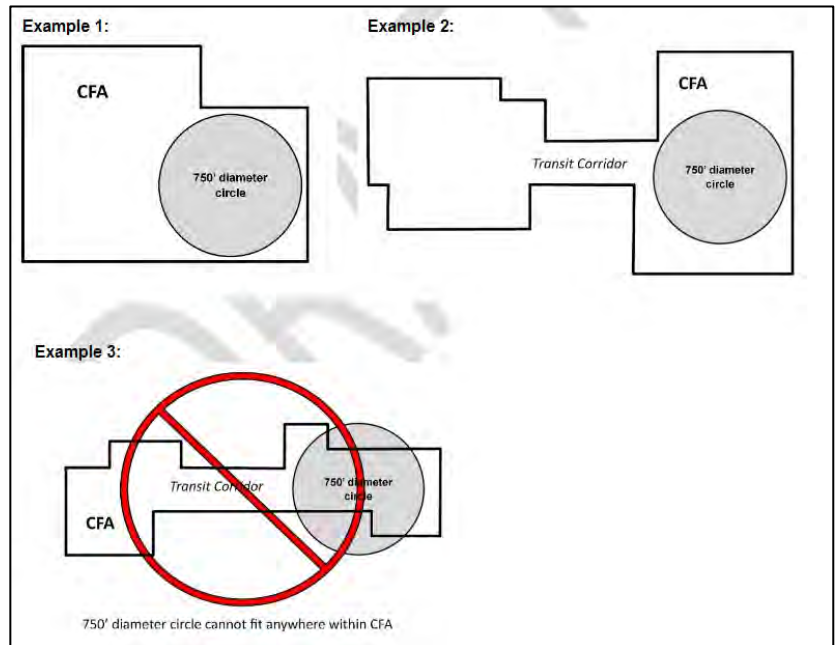 Example 1:
CFA
750' diameter
circle
Example 2:
CFA
Transit Corridor
750' diameter
circle
Example 3:
Transit Corridor
750' diameter
circle
CFA
750' diameter circle cannot fit anywhere within CFA